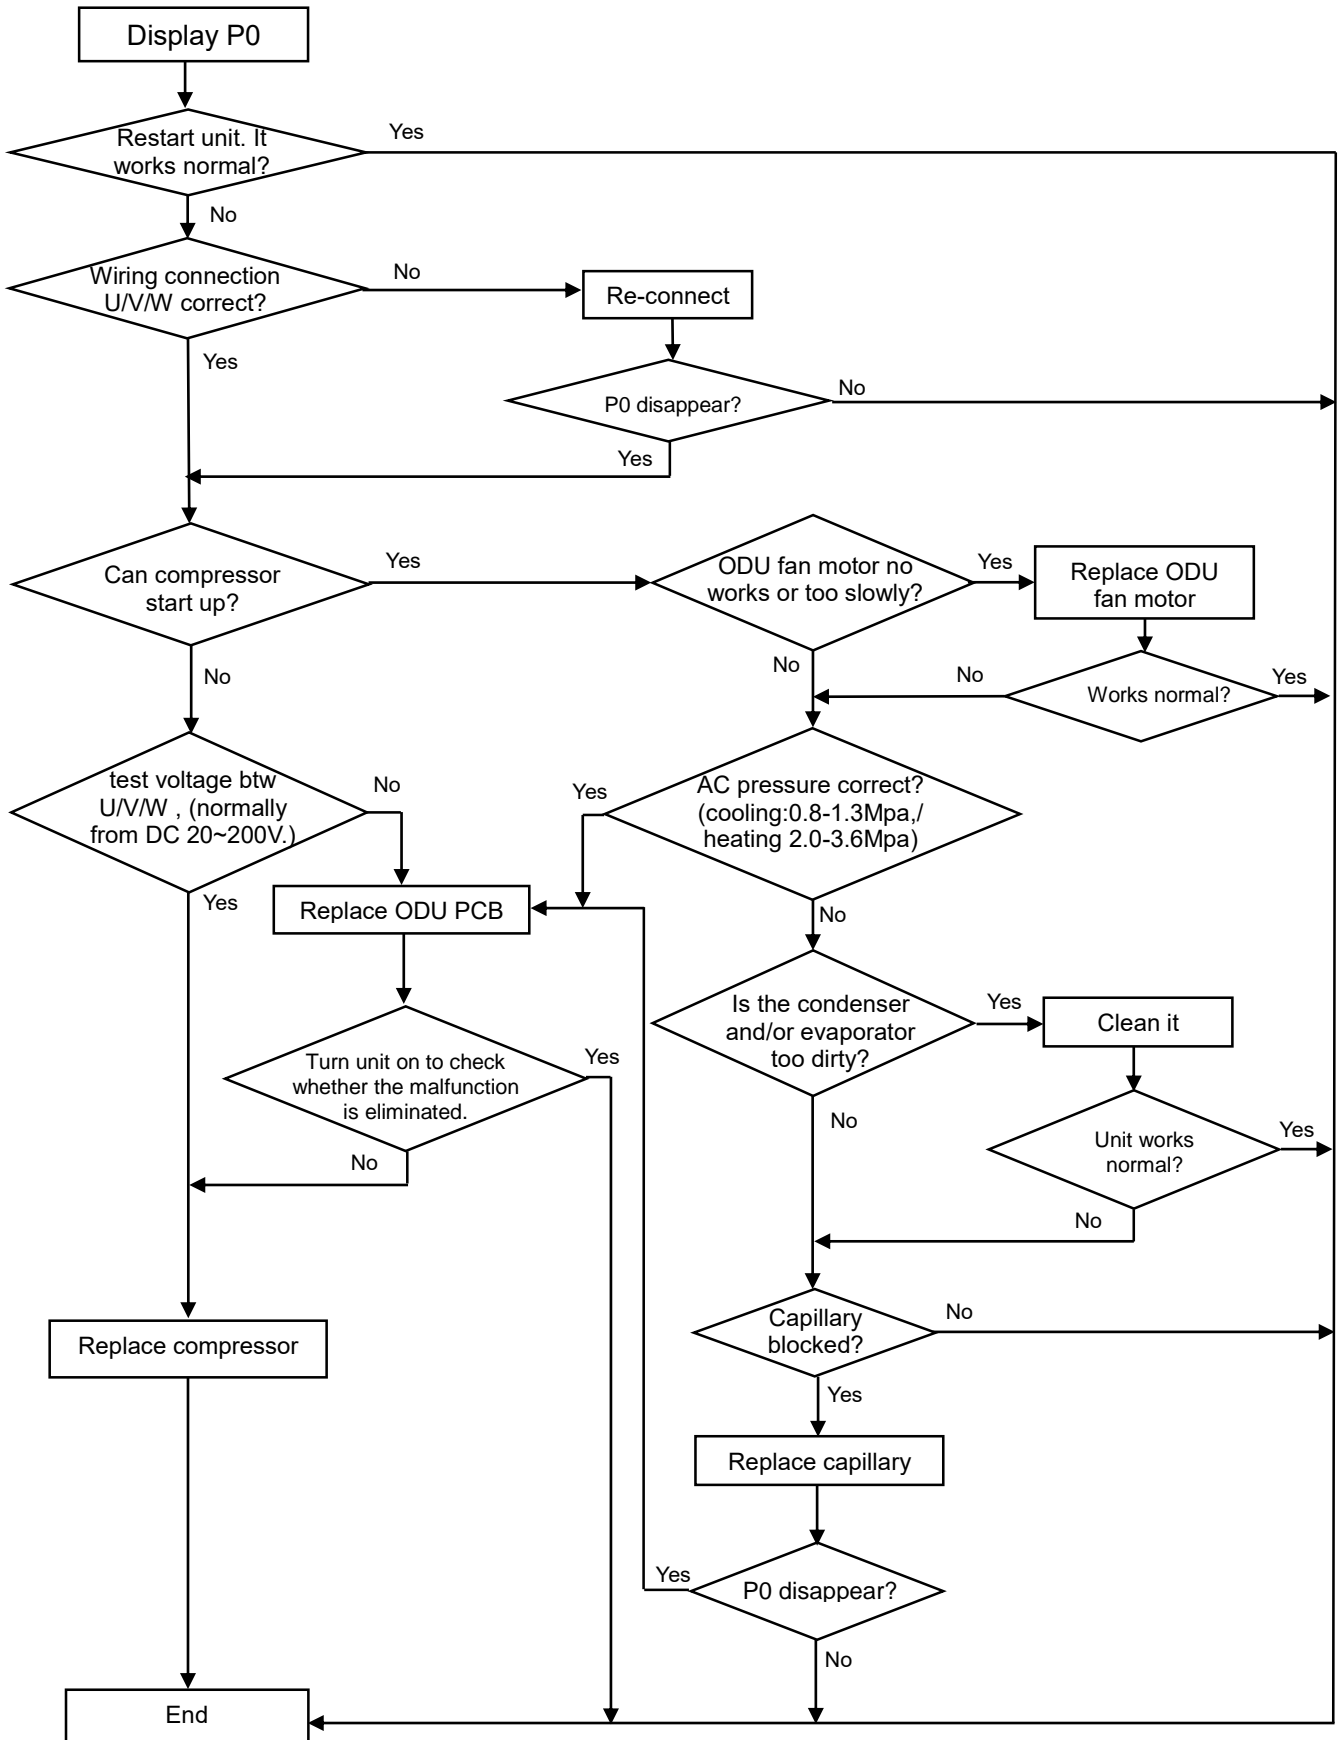 Display P0
Restart unit. It
works normal?
Yes
No
Wiring connection
U/V/W correct?
No
Re-connect
Yes
P0 disappear?
No
Yes
Can compressor
start up?
Yes
ODU fan motor no
works or too slowly?
Yes
Replace ODU
fan motor
No
No
No
Works normal?
Yes
test voltage btw
U/V/W , (normally
from DC 20~200V.)
No
Yes
AC pressure correct?
(cooling:0.8-1.3Mpa,/
heating 2.0-3.6Mpa)
Yes
Replace ODU PCB
No
Is the condenser
and/or evaporator
too dirty?
Yes
Clean it
Turn unit on to check
whether the malfunction
is eliminated.
Yes
No
No
Unit works
normal?
Yes
No
Capillary
blocked?
No
Replace compressor
Yes
Replace capillary
Yes
P0 disappear?
No
End